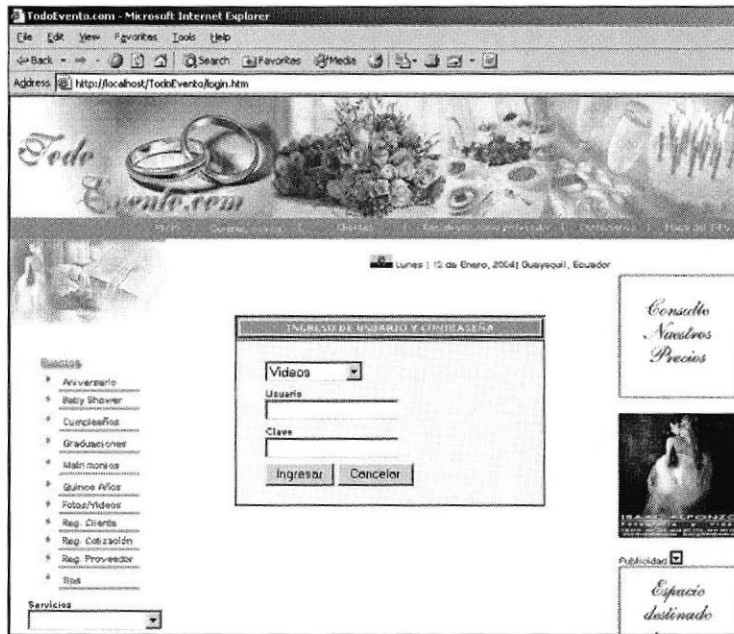 TodoEvento.com - Microsoft Internet Explorer
File Edit View Favorites Tools Help
Back Search Favorites Media
Address http://localhost/TodoEvento/login.htm
Todo
Evento.com
Lunes | 12 de Enero, 2004| Guayaquil, Ecuador
INGRESO DE USUARIO Y CONTRASEÑA
Videos
Usuario
Clave
Ingresar Cancelar
Eventos
Aniversario
Baby Shower
Cumpleaños
Graduaciones
Matrimonios
Quince Años
Fotos/Videos
Reg. Cliente
Reg. Cotización
Reg. Proveedor
Tips
Servicios
Consulte
Nuestros
Precios
Publicidad
Espacio
destinado